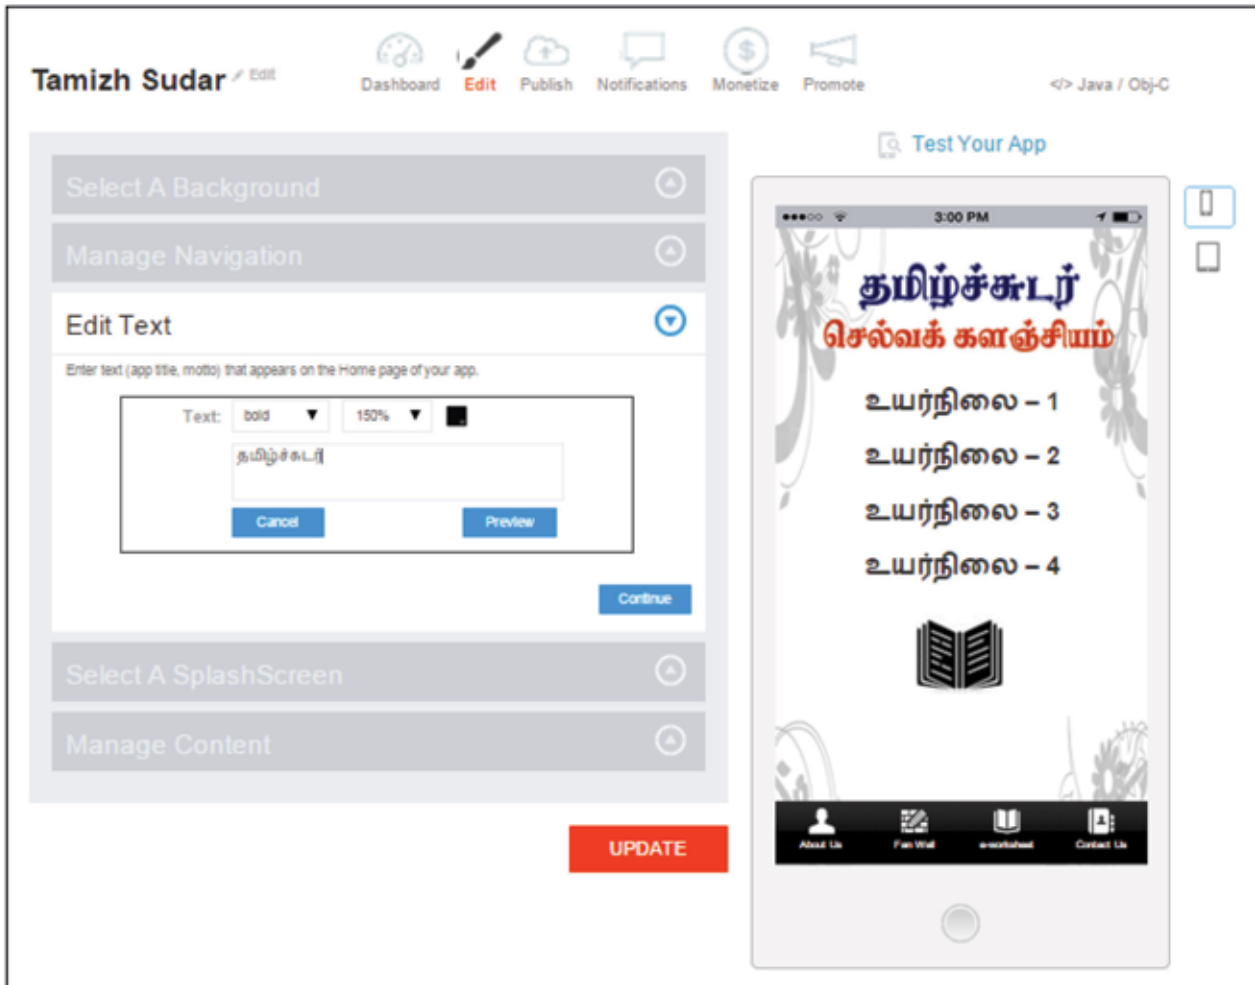 Tamizh Sudar Edit
Dashboard Edit Publish Notifications Monetize Promote
</> Java / Obj-C
Select A Background
Manage Navigation
Edit Text
Enter text (app title, motto) that appears on the Home page of your app.
Text: bold 150%
தமிழ்ச்சுடர்
Cancel Preview
Continue
Select A SplashScreen
Manage Content
UPDATE
Test Your App
3:00 PM
தமிழ்ச்சுடர்
செல்வக் களஞ்சியம்
உயர்நிலை – 1
உயர்நிலை – 2
உயர்நிலை – 3
உயர்நிலை – 4
About Us Fan Wall e-worksheet Contact Us